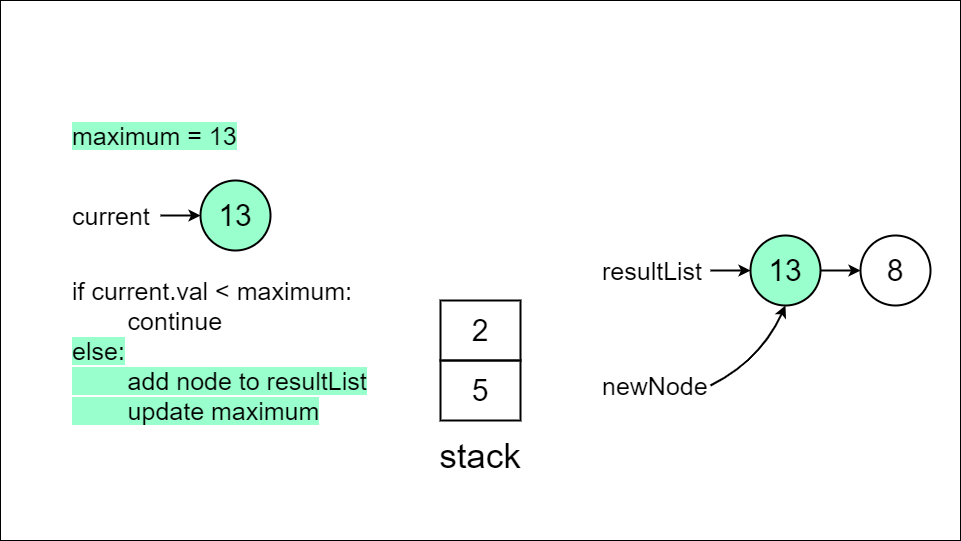 maximum = 13
current
13
if current.val < maximum:
continue
else:
add node to resultList
update maximum
2
5
stack
resultList
13
8
newNode